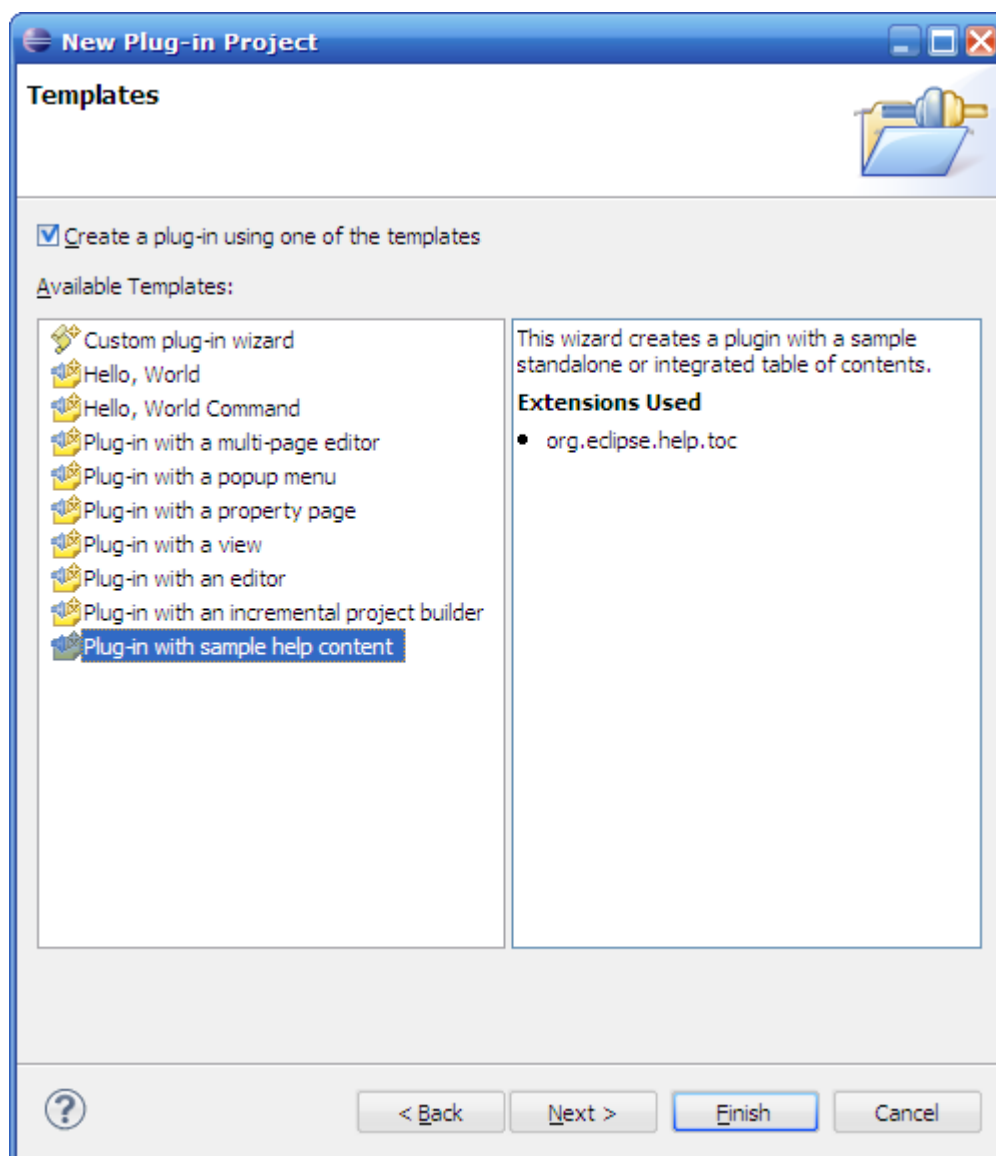 New Plug-in Project
Templates
Create a plug-in using one of the templates
Available Templates:
Custom plug-in wizard
Hello, World
Hello, World Command
Plug-in with a multi-page editor
Plug-in with a popup menu
Plug-in with a property page
Plug-in with a view
Plug-in with an editor
Plug-in with an incremental project builder
Plug-in with sample help content
This wizard creates a plugin with a sample
standalone or integrated table of contents.
Extensions Used
• org.eclipse.help.toc
?
< Back
Next >
Finish
Cancel